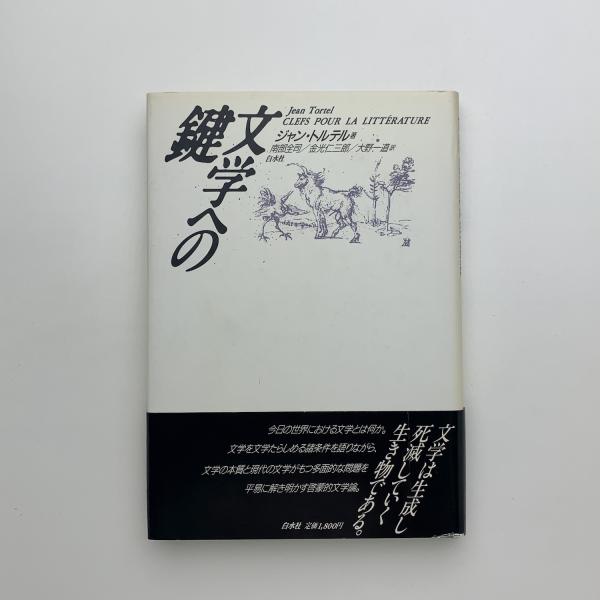 Jean Tortel
CLEFS POUR LA LITTÉRATURE
ジャン・トルテル著
南部全司／金光仁三郎／大野一道訳
白水社
文学への
鍵
文学は生成し
死滅していく
生き物である。
今日の世界における文学とは何か。
文学を文学たらしめる諸条件を語りながら、
文学の本質と現代の文学がもつ多面的な問題を
平易に解き明かす啓蒙的文学論。
白水社 定価1,800円